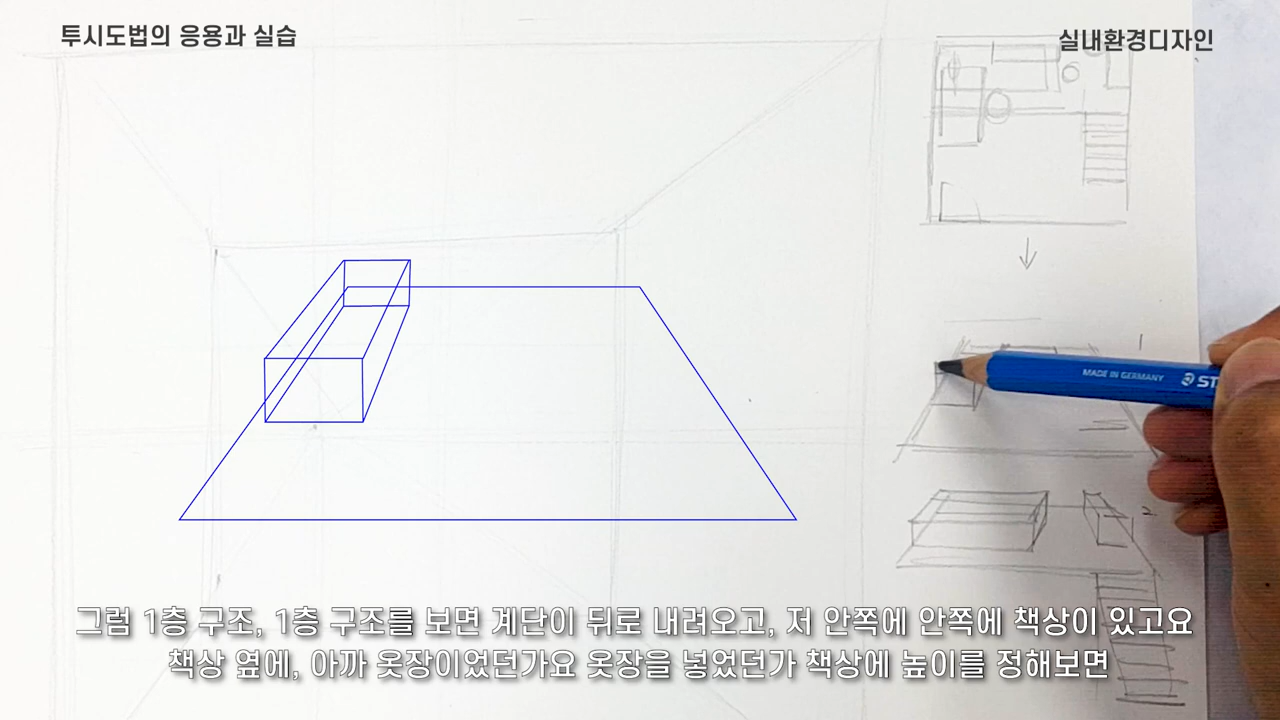 투시도법의 응용과 실습
실내환경디자인
1
MADE IN GERMANY
ST
2
그럼 1층 구조, 1층 구조를 보면 계단이 뒤로 내려오고, 저 안쪽에 안쪽에 책상이 있고요
책상 옆에, 아까 옷장이었던가요 옷장을 넣었던가 책상에 높이를 정해보면